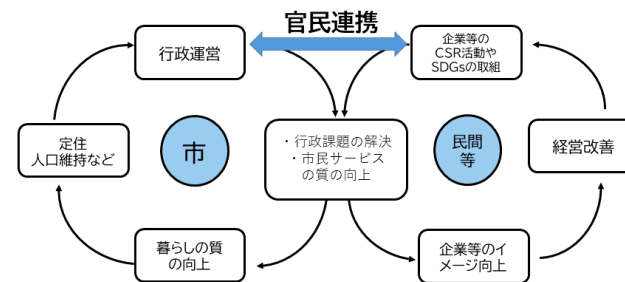 官民連携
行政運営
企業等の
CSR活動や
SDGsの取組
定住
人口維持など
市
・行政課題の解決
・市民サービス
の質の向上
民間
等
経営改善
暮らしの質
の向上
企業等のイ
メージ向上